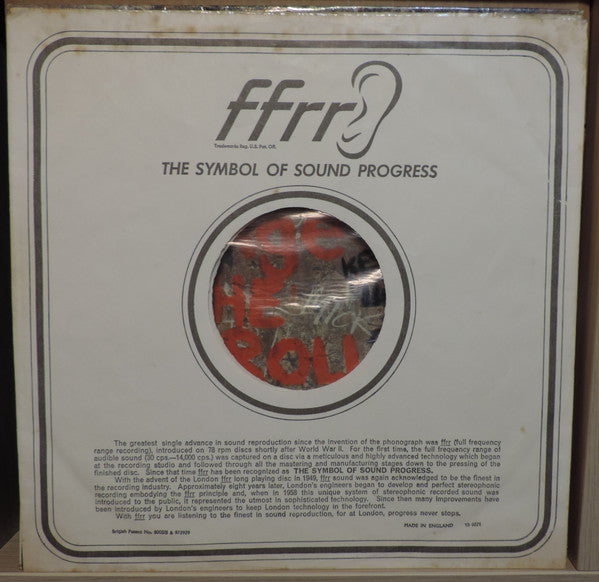 ffrr
Trademarks Reg. U.S. Pat. Off.
THE SYMBOL OF SOUND PROGRESS
The greatest single advance in sound reproduction since the invention of the phonograph was ffrr (full frequency
range recording), introduced on 78 rpm discs shortly after World War II. For the first time, the full frequency range of
audible sound (30 cps.—14,000 cps.) was captured on a disc via a meticulous and highly advanced technology which began
at the recording studio and followed through all the mastering and manufacturing stages down to the pressing of the
finished disc. Since that time ffrr has been recognized as THE SYMBOL OF SOUND PROGRESS.
With the advent of the London ffrr long playing disc in 1949, ffrr sound was again acknowledged to be the finest in
the recording industry. Approximately eight years later, London's engineers began to develop and perfect stereophonic
recording embodying the ffrr principle and, when in 1958 this unique system of stereophonic recorded sound was
introduced to the public, it represented the utmost in sophisticated technology. Since then many improvements have
been introduced by London's engineers to keep London technology in the forefront.
With ffrr you are listening to the finest in sound reproduction, for at London, progress never stops.
British Patent No.
MADE IN ENGLAND